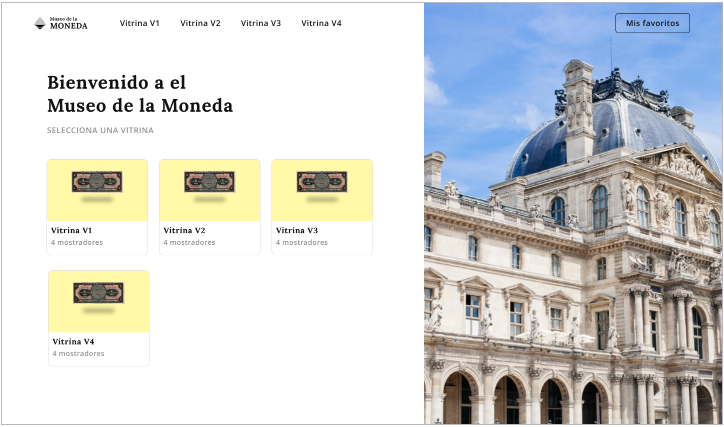 Museo de la
MONEDA
Vitrina V1
Vitrina V2
Vitrina V3
Vitrina V4
Mis favoritos
Bienvenido a el
Museo de la Moneda
SELECCIONA UNA VITRINA
Vitrina V1
4 mostradores
Vitrina V2
4 mostradores
Vitrina V3
4 mostradores
Vitrina V4
4 mostradores